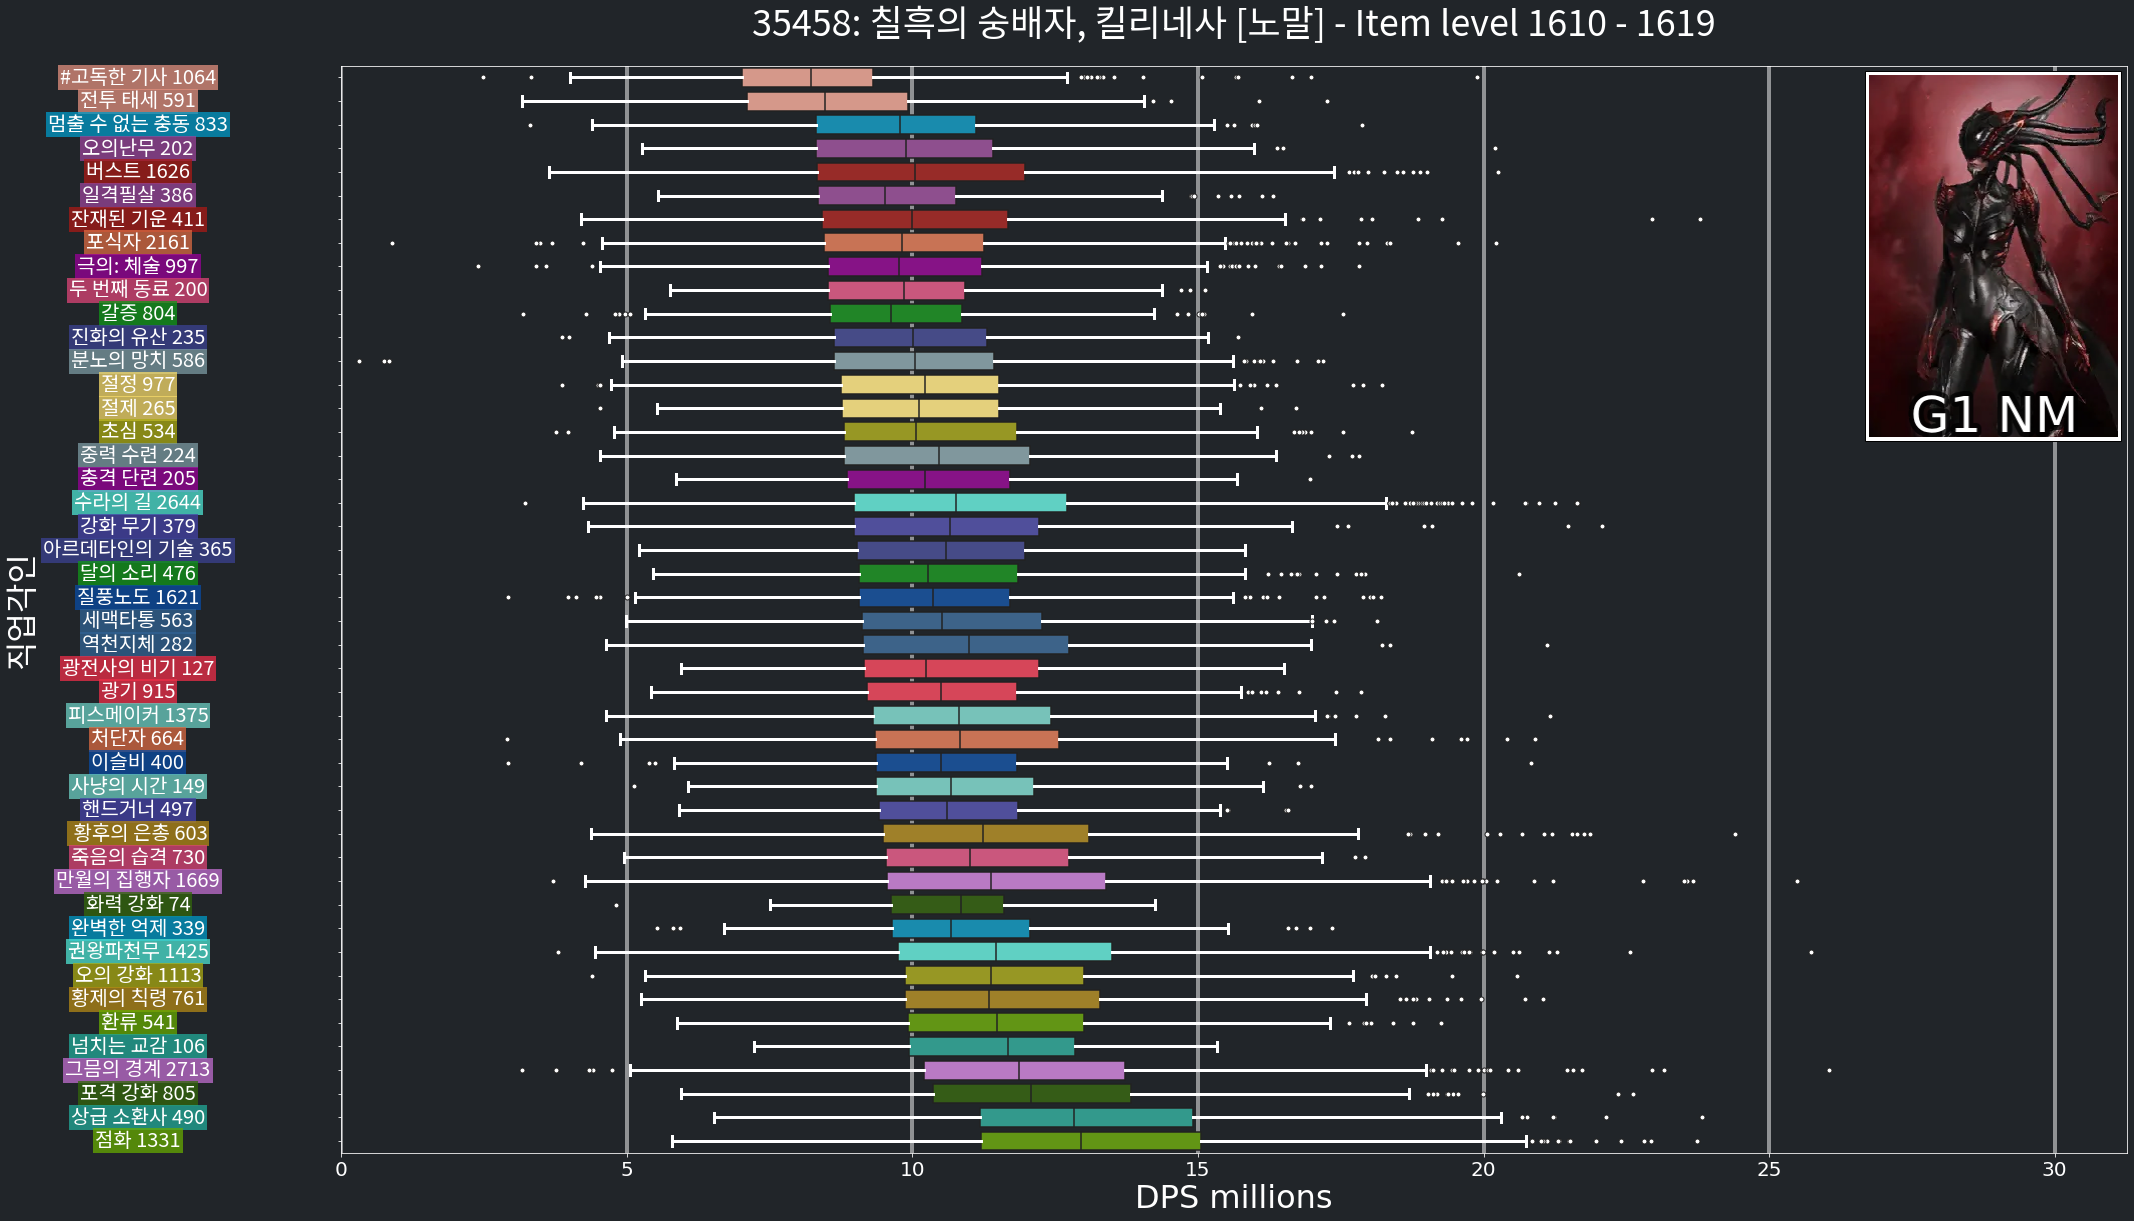 35458: 칠흑의 숭배자, 킬리네사 [노말] - Item level 1610 - 1619
#고독한 기사 1064
전투 태세 591
멈출 수 없는 충동 833
오의난무 202
버스트 1626
일격필살 386
잔재된 기운 411
포식자 2161
극의: 체술 997
두 번째 동료 200
갈증 804
진화의 유산 235
분노의 망치 586
절정 977
절제 265
초심 534
중력 수련 224
충격 단련 205
수라의 길 2644
강화 무기 379
아르데타인의 기술 365
달의 소리 476
질풍노도 1621
세맥타통 563
역천지체 282
광전사의 비기 127
광기 915
피스메이커 1375
처단자 664
이슬비 400
사냥의 시간 149
핸드거너 497
황후의 은총 603
죽음의 습격 730
만월의 집행자 1669
화력 강화 74
완벽한 억제 339
권왕파천무 1425
오의 강화 1113
황제의 칙령 761
환류 541
넘치는 교감 106
그믐의 경계 2713
포격 강화 805
상급 소환사 490
점화 1331
직업각인
G1 NM
0 5 10 15 20 25 30
DPS millions